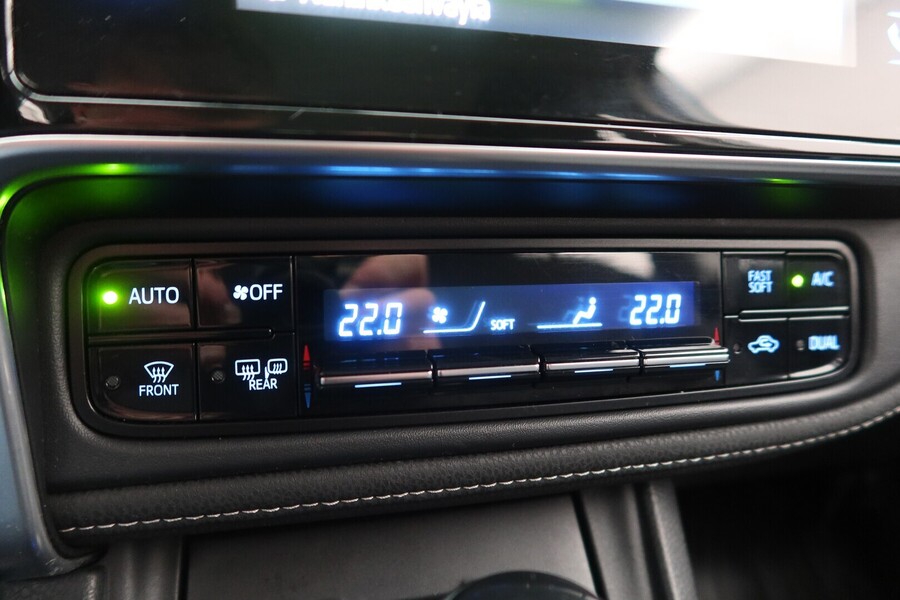 AUTO
OFF
22.0
SOFT
22.0
FAST
SOFT
A/C
FRONT
REAR
DUAL